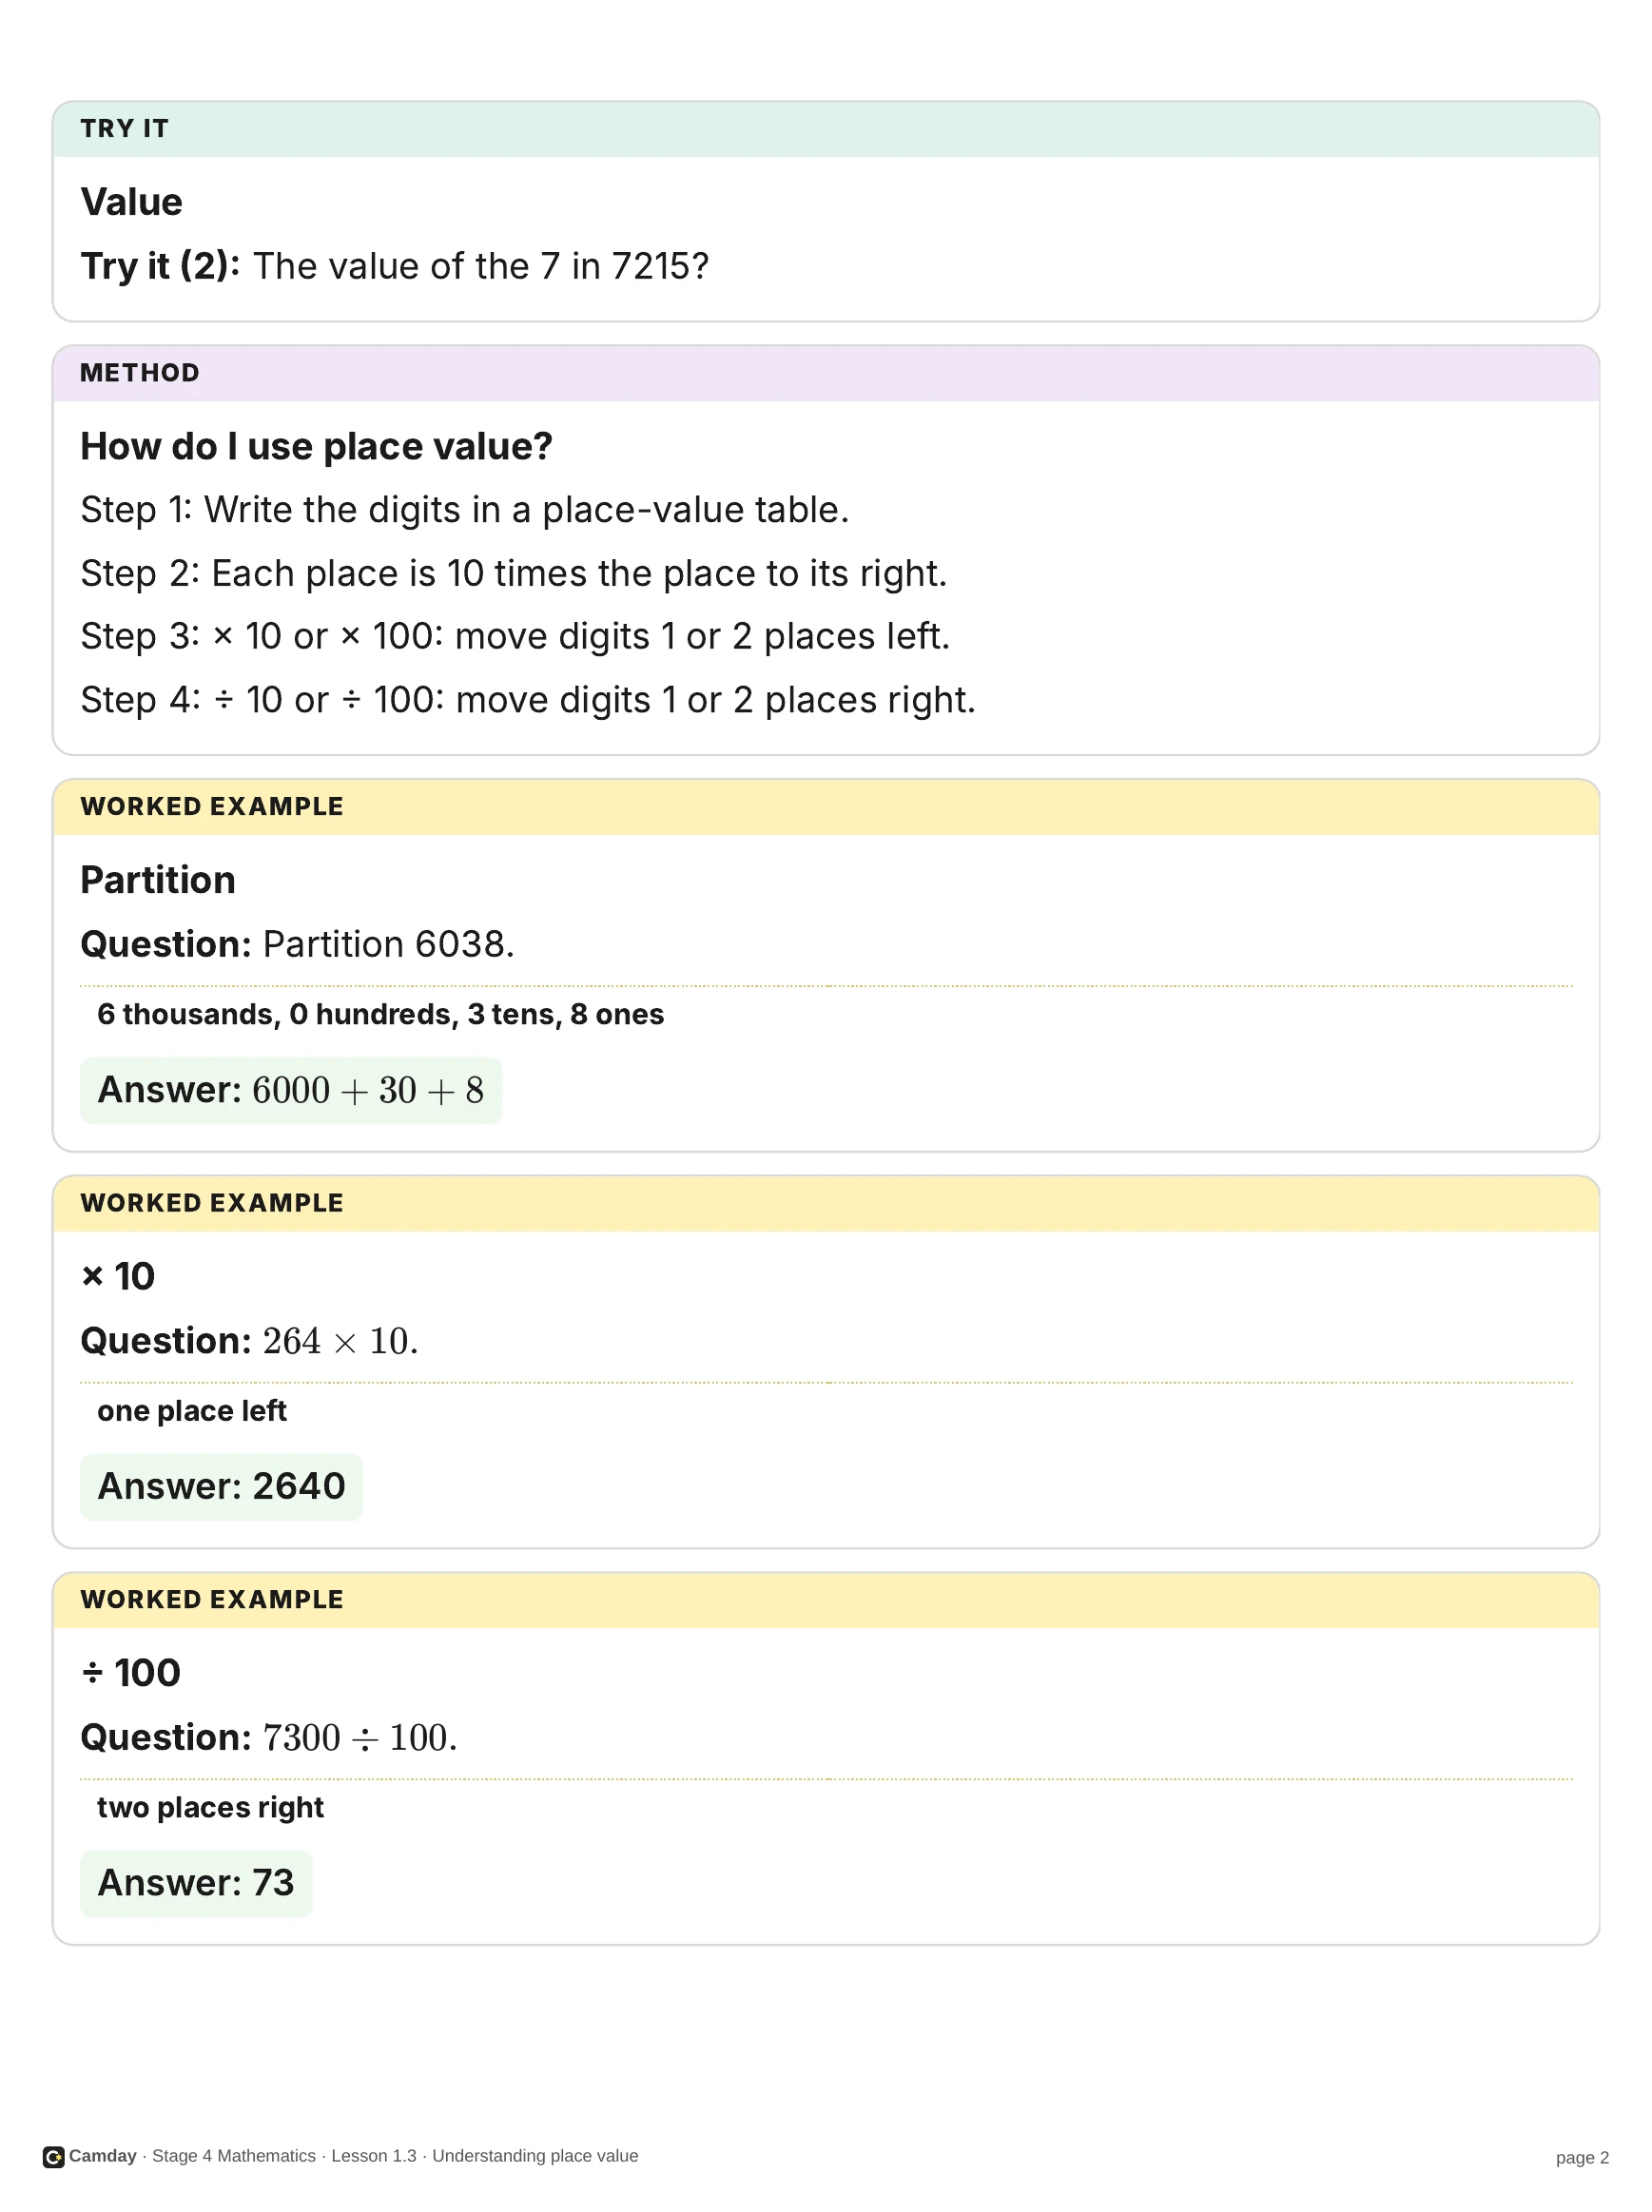 TRY IT
Value
Try it (2): The value of the 7 in 7215?
METHOD
How do I use place value?
Step 1: Write the digits in a place-value table.
Step 2: Each place is 10 times the place to its right.
Step 3: × 10 or × 100: move digits 1 or 2 places left.
Step 4: ÷ 10 or ÷ 100: move digits 1 or 2 places right.
WORKED EXAMPLE
Partition
Question: Partition 6038.
6 thousands, 0 hundreds, 3 tens, 8 ones
Answer: 6000 + 30 + 8
WORKED EXAMPLE
× 10
Question: 264 × 10.
one place left
Answer: 2640
WORKED EXAMPLE
÷ 100
Question: 7300 ÷ 100.
two places right
Answer: 73
Camday · Stage 4 Mathematics · Lesson 1.3 · Understanding place value
page 2